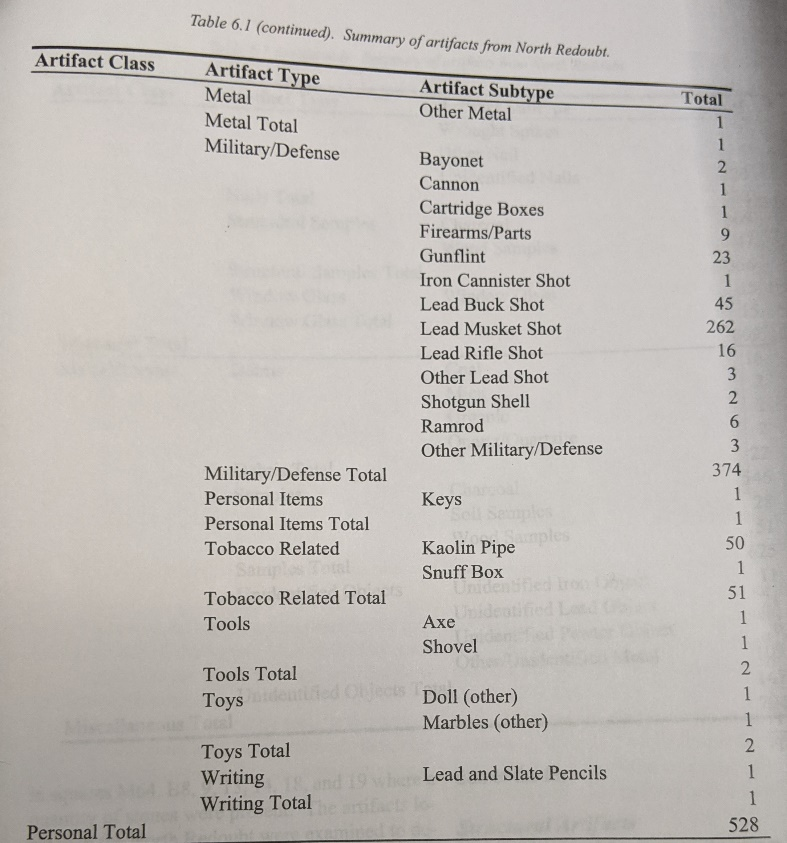 Table 6.1 (continued). Summary of artifacts from North Redoubt.
Artifact Class Artifact Type Artifact Subtype Total
Metal Other Metal 1
Metal Total 1
Military/Defense Bayonet 2
Cannon 1
Cartridge Boxes 1
Firearms/Parts 9
Gunflint 23
Iron Cannister Shot 1
Lead Buck Shot 45
Lead Musket Shot 262
Lead Rifle Shot 16
Other Lead Shot 3
Shotgun Shell 2
Ramrod 6
Other Military/Defense 3
Military/Defense Total 374
Personal Items Keys 1
Personal Items Total 1
Tobacco Related Kaolin Pipe 50
Snuff Box 1
Tobacco Related Total 51
Tools Axe 1
Shovel 1
Tools Total 2
Toys Doll (other) 1
Marbles (other) 1
Toys Total 2
Writing Lead and Slate Pencils 1
Writing Total 1
Personal Total 528